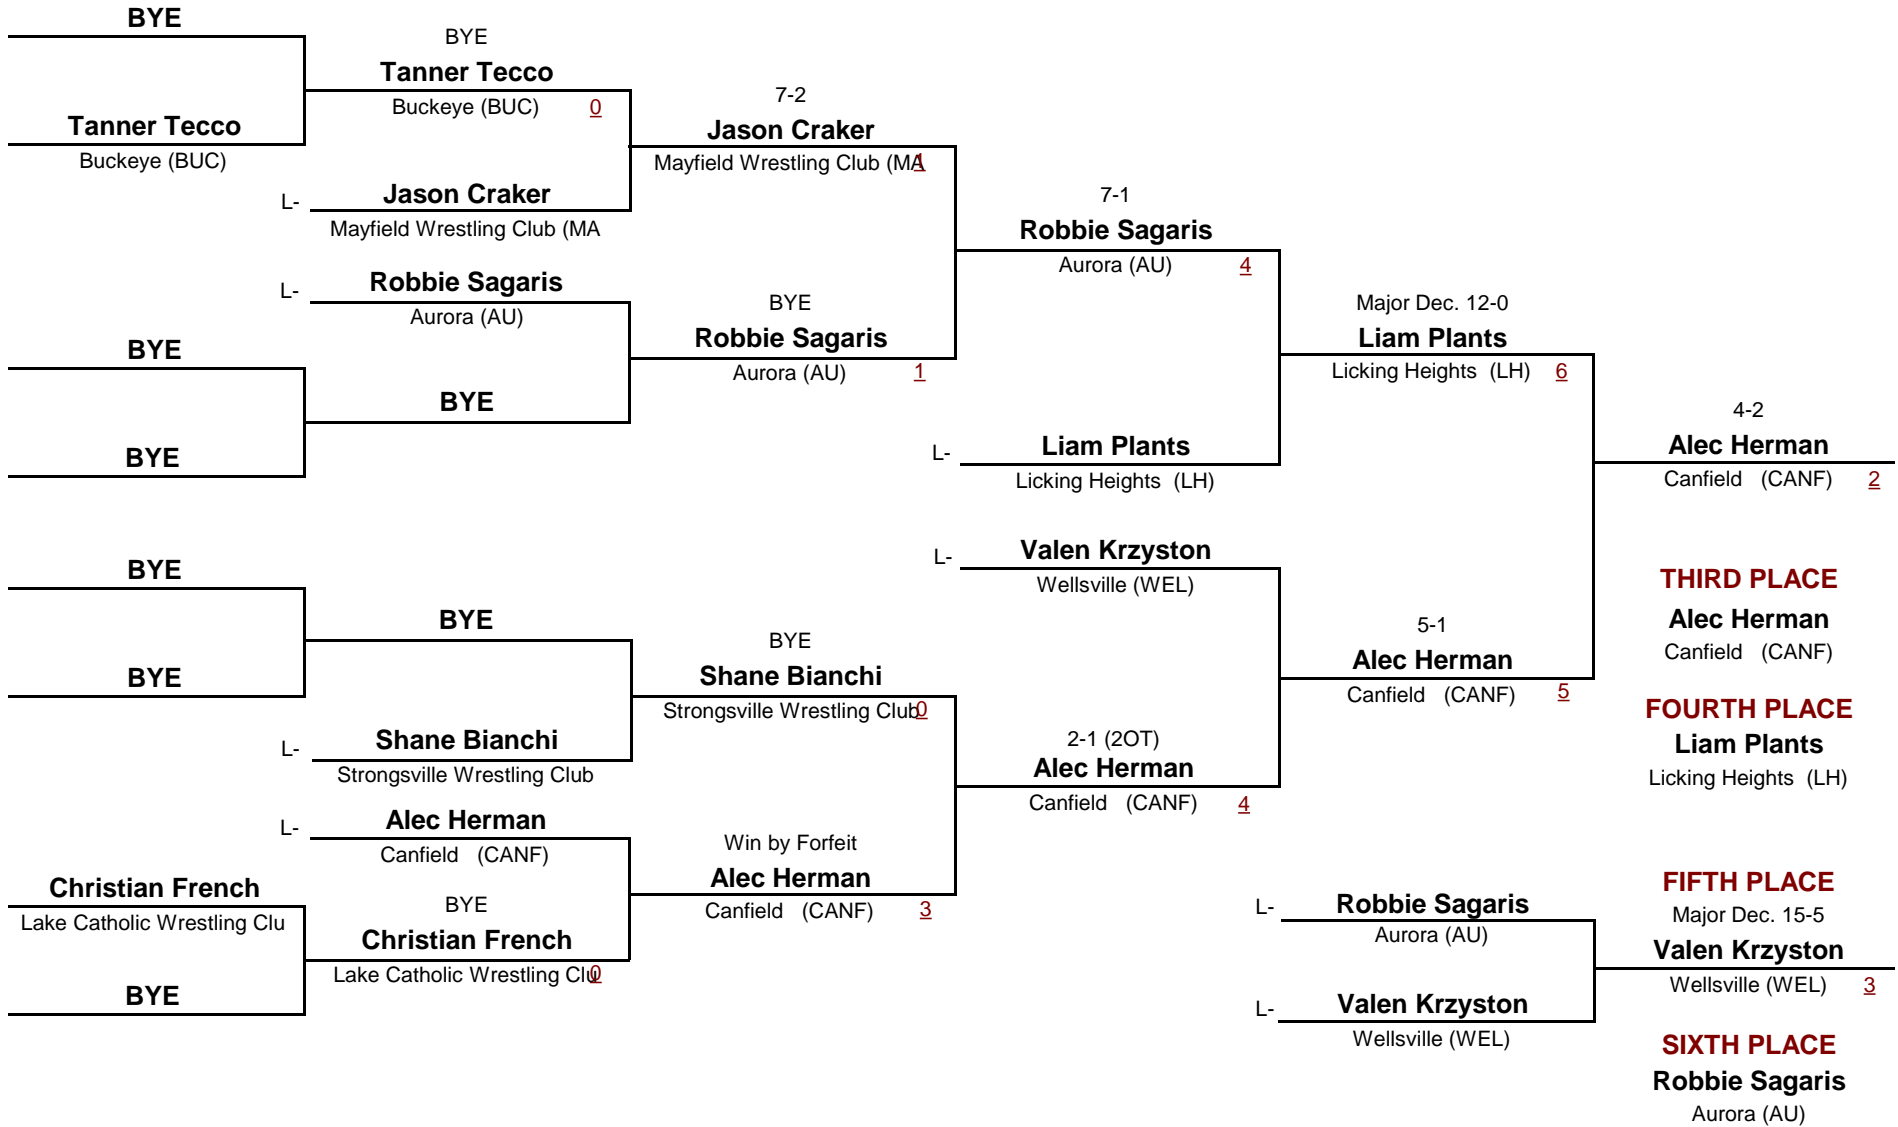 BYE
Tanner Tecco
Buckeye (BUC)
BYE
BYE
BYE
BYE
Christian French
Lake Catholic Wrestling Clu
BYE
BYE
Tanner Tecco
Buckeye (BUC) 0
L- Jason Craker
Mayfield Wrestling Club (MA
L- Robbie Sagaris
Aurora (AU)
BYE
BYE
L- Shane Bianchi
Strongsville Wrestling Club
L- Alec Herman
Canfield (CANF)
BYE
Christian French
Lake Catholic Wrestling Clu 0
7-2
Jason Craker
Mayfield Wrestling Club (MA 1
BYE
Robbie Sagaris
Aurora (AU) 1
BYE
Shane Bianchi
Strongsville Wrestling Club 0
Win by Forfeit
Alec Herman
Canfield (CANF) 3
7-1
Robbie Sagaris
Aurora (AU) 4
L- Liam Plants
Licking Heights (LH)
L- Valen Krzyston
Wellsville (WEL)
2-1 (2OT)
Alec Herman
Canfield (CANF) 4
Major Dec. 12-0
Liam Plants
Licking Heights (LH) 6
5-1
Alec Herman
Canfield (CANF) 5
L- Robbie Sagaris
Aurora (AU)
L- Valen Krzyston
Wellsville (WEL)
4-2
Alec Herman
Canfield (CANF) 2
THIRD PLACE
Alec Herman
Canfield (CANF)
FOURTH PLACE
Liam Plants
Licking Heights (LH)
FIFTH PLACE
Major Dec. 15-5
Valen Krzyston
Wellsville (WEL) 3
SIXTH PLACE
Robbie Sagaris
Aurora (AU)